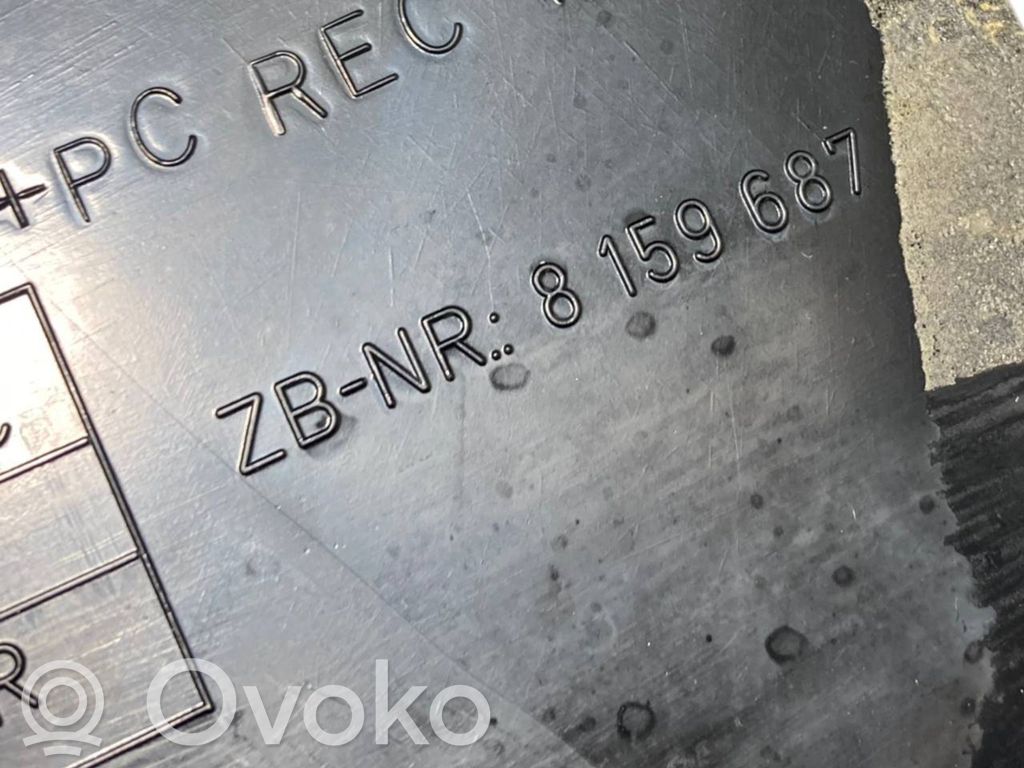 +PC REC
ZB-NR.: 8 159 687
R
Ovoko